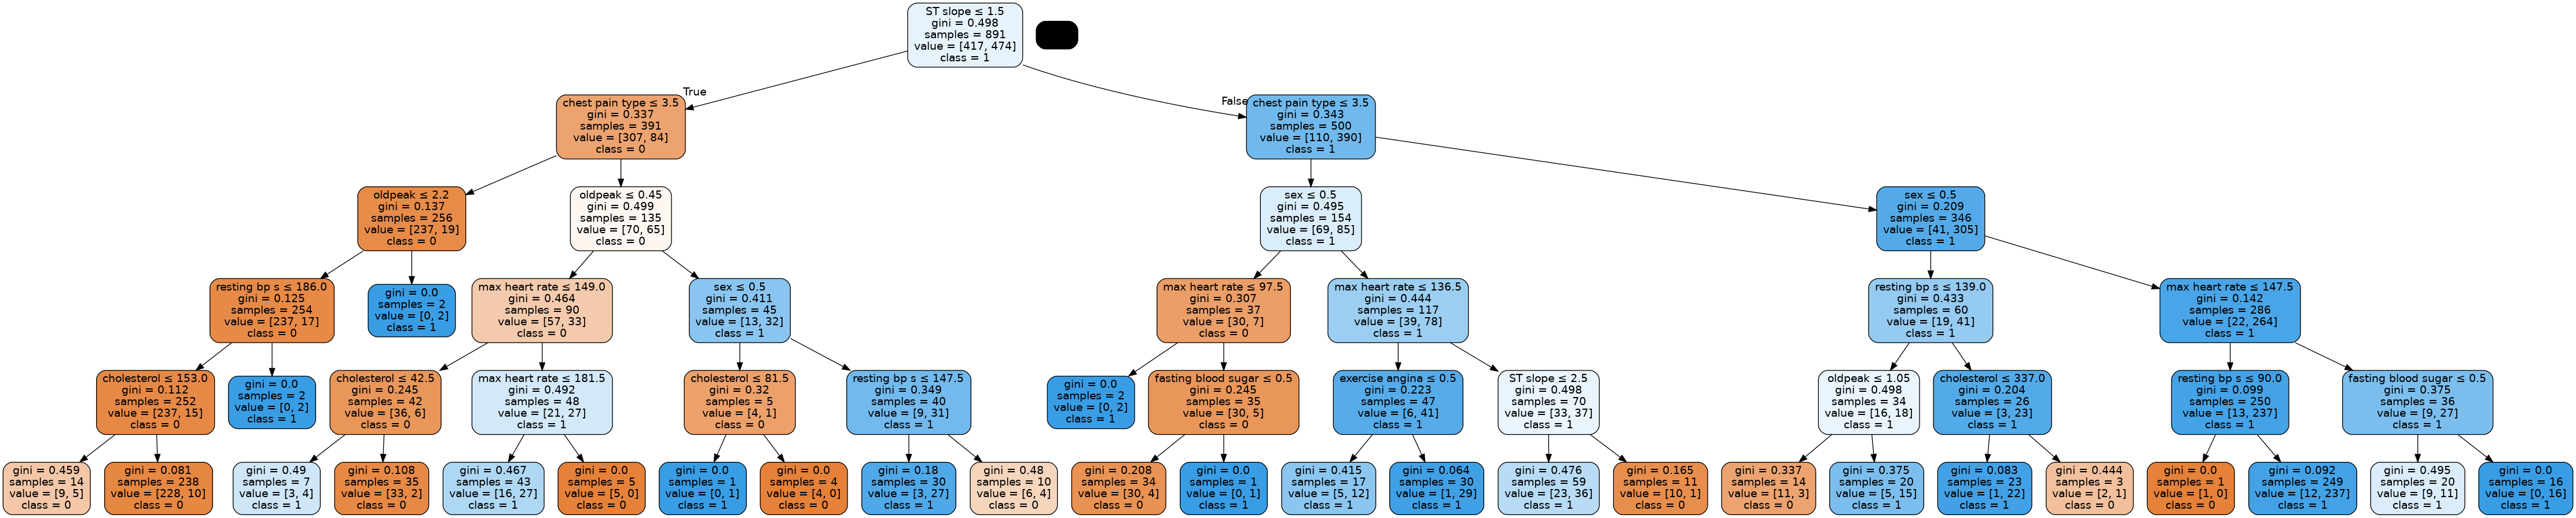 ST slope ≤ 1.5
gini = 0.498
samples = 891
value = [417, 474]
class = 1
True
False
chest pain type ≤ 3.5
gini = 0.337
samples = 391
value = [307, 84]
class = 0
chest pain type ≤ 3.5
gini = 0.343
samples = 500
value = [110, 390]
class = 1
oldpeak ≤ 2.2
gini = 0.137
samples = 256
value = [237, 19]
class = 0
oldpeak ≤ 0.45
gini = 0.499
samples = 135
value = [70, 65]
class = 0
sex ≤ 0.5
gini = 0.495
samples = 154
value = [69, 85]
class = 1
sex ≤ 0.5
gini = 0.209
samples = 346
value = [41, 305]
class = 1
resting bp s ≤ 186.0
gini = 0.125
samples = 254
value = [237, 17]
class = 0
gini = 0.0
samples = 2
value = [0, 2]
class = 1
max heart rate ≤ 149.0
gini = 0.464
samples = 90
value = [57, 33]
class = 0
sex ≤ 0.5
gini = 0.411
samples = 45
value = [13, 32]
class = 1
max heart rate ≤ 97.5
gini = 0.307
samples = 37
value = [30, 7]
class = 0
max heart rate ≤ 136.5
gini = 0.444
samples = 117
value = [39, 78]
class = 1
resting bp s ≤ 139.0
gini = 0.433
samples = 60
value = [19, 41]
class = 1
max heart rate ≤ 147.5
gini = 0.142
samples = 286
value = [22, 264]
class = 1
cholesterol ≤ 153.0
gini = 0.112
samples = 252
value = [237, 15]
class = 0
gini = 0.0
samples = 2
value = [0, 2]
class = 1
cholesterol ≤ 42.5
gini = 0.245
samples = 42
value = [36, 6]
class = 0
max heart rate ≤ 181.5
gini = 0.492
samples = 48
value = [21, 27]
class = 1
cholesterol ≤ 81.5
gini = 0.32
samples = 5
value = [4, 1]
class = 0
resting bp s ≤ 147.5
gini = 0.349
samples = 40
value = [9, 31]
class = 1
gini = 0.0
samples = 2
value = [0, 2]
class = 1
fasting blood sugar ≤ 0.5
gini = 0.245
samples = 35
value = [30, 5]
class = 0
exercise angina ≤ 0.5
gini = 0.223
samples = 47
value = [6, 41]
class = 1
ST slope ≤ 2.5
gini = 0.498
samples = 70
value = [33, 37]
class = 1
oldpeak ≤ 1.05
gini = 0.498
samples = 34
value = [16, 18]
class = 1
cholesterol ≤ 337.0
gini = 0.204
samples = 26
value = [3, 23]
class = 1
resting bp s ≤ 90.0
gini = 0.099
samples = 250
value = [13, 237]
class = 1
fasting blood sugar ≤ 0.5
gini = 0.375
samples = 36
value = [9, 27]
class = 1
gini = 0.459
samples = 14
value = [9, 5]
class = 0
gini = 0.081
samples = 238
value = [228, 10]
class = 0
gini = 0.49
samples = 7
value = [3, 4]
class = 1
gini = 0.108
samples = 35
value = [33, 2]
class = 0
gini = 0.467
samples = 43
value = [16, 27]
class = 1
gini = 0.0
samples = 5
value = [5, 0]
class = 0
gini = 0.0
samples = 1
value = [0, 1]
class = 1
gini = 0.0
samples = 4
value = [4, 0]
class = 0
gini = 0.18
samples = 30
value = [3, 27]
class = 1
gini = 0.48
samples = 10
value = [6, 4]
class = 0
gini = 0.208
samples = 34
value = [30, 4]
class = 0
gini = 0.0
samples = 1
value = [0, 1]
class = 1
gini = 0.415
samples = 17
value = [5, 12]
class = 1
gini = 0.064
samples = 30
value = [1, 29]
class = 1
gini = 0.476
samples = 59
value = [23, 36]
class = 1
gini = 0.165
samples = 11
value = [10, 1]
class = 0
gini = 0.337
samples = 14
value = [11, 3]
class = 0
gini = 0.375
samples = 20
value = [5, 15]
class = 1
gini = 0.083
samples = 23
value = [1, 22]
class = 1
gini = 0.444
samples = 3
value = [2, 1]
class = 0
gini = 0.0
samples = 1
value = [1, 0]
class = 0
gini = 0.092
samples = 249
value = [12, 237]
class = 1
gini = 0.495
samples = 20
value = [9, 11]
class = 1
gini = 0.0
samples = 16
value = [0, 16]
class = 1